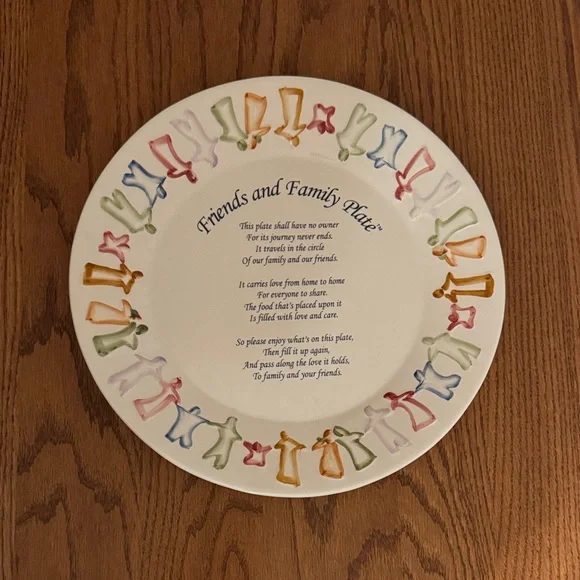 Friends and Family Plate™
This plate shall have no owner
For its journey never ends.
It travels in the circle
Of our family and our friends.
It carries love from home to home
For everyone to share.
The food that's placed upon it
Is filled with love and care.
So please enjoy what's on this plate,
Then fill it up again,
And pass along the love it holds,
To family and your friends.